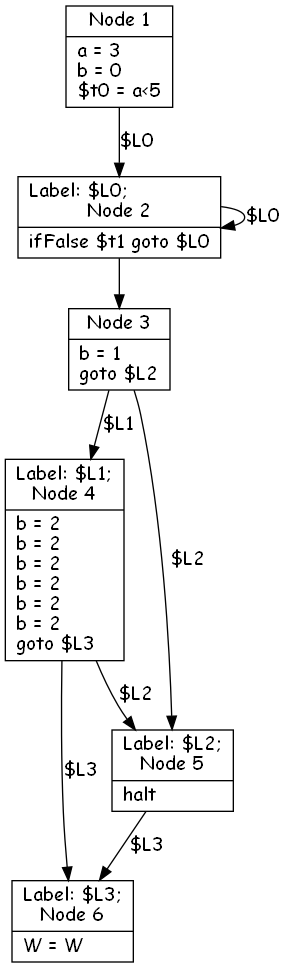 Node 1
a = 3
b = 0
$t0 = a<5
$L0
Label: $L0;
Node 2
ifFalse $t1 goto $L0
$L0
Node 3
b = 1
goto $L2
$L1
Label: $L1;
Node 4
b = 2
b = 2
b = 2
b = 2
b = 2
b = 2
goto $L3
$L2
$L2
Label: $L2;
Node 5
halt
$L3
$L3
Label: $L3;
Node 6
W = W